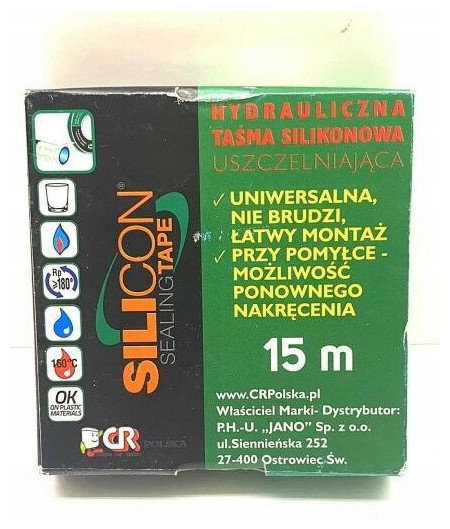 HYDRAULICZNA
TAŚMA SILIKONOWA
USZCZELNIAJĄCA
✓ UNIWERSALNA,
NIE BRUDZI,
ŁATWY MONTAŻ
✓ PRZY POMYŁCE -
MOŻLIWOŚĆ
PONOWNEGO
NAKRĘCENIA
15 m
www.CRPolska.pl
Właściciel Marki- Dystrybutor:
P.H.-U. „JANO” Sp. z o.o.
ul.Siennieńska 252
27-400 Ostrowiec Św.
SILICON®
SEALING TAPE
Rp
≥180°
160°C
OK
ON PLASTIC
MATERIALS
CR POLSKA